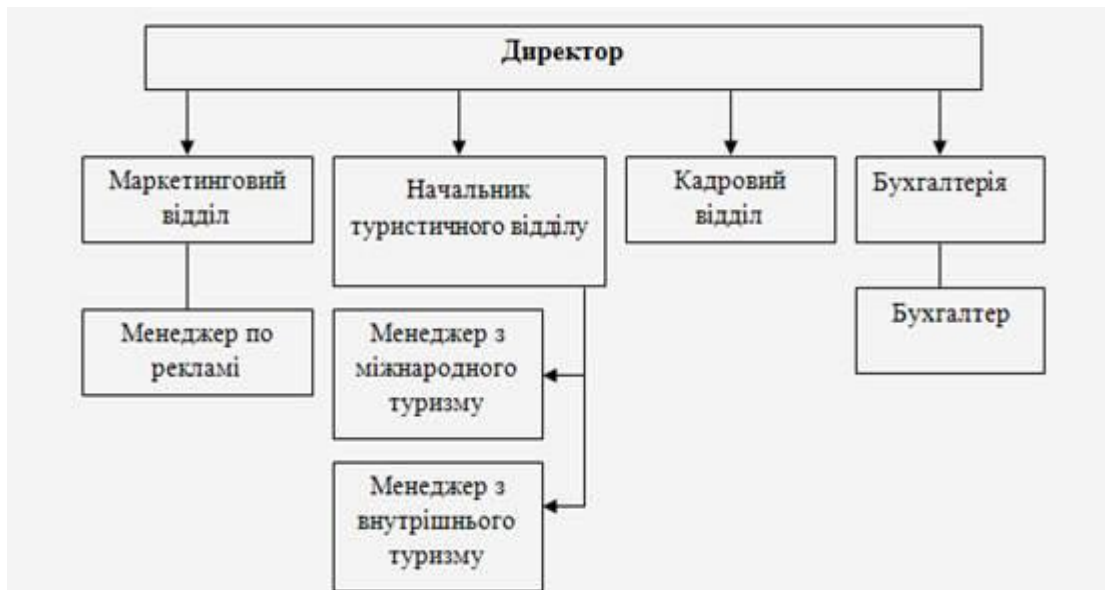 Директор
Маркетинговий
відділ
Начальник
туристичного відділу
Кадровий
відділ
Бухгалтерія
Менеджер по
рекламі
Менеджер з
міжнародного
туризму
Бухгалтер
Менеджер з
внутрішнього
туризму